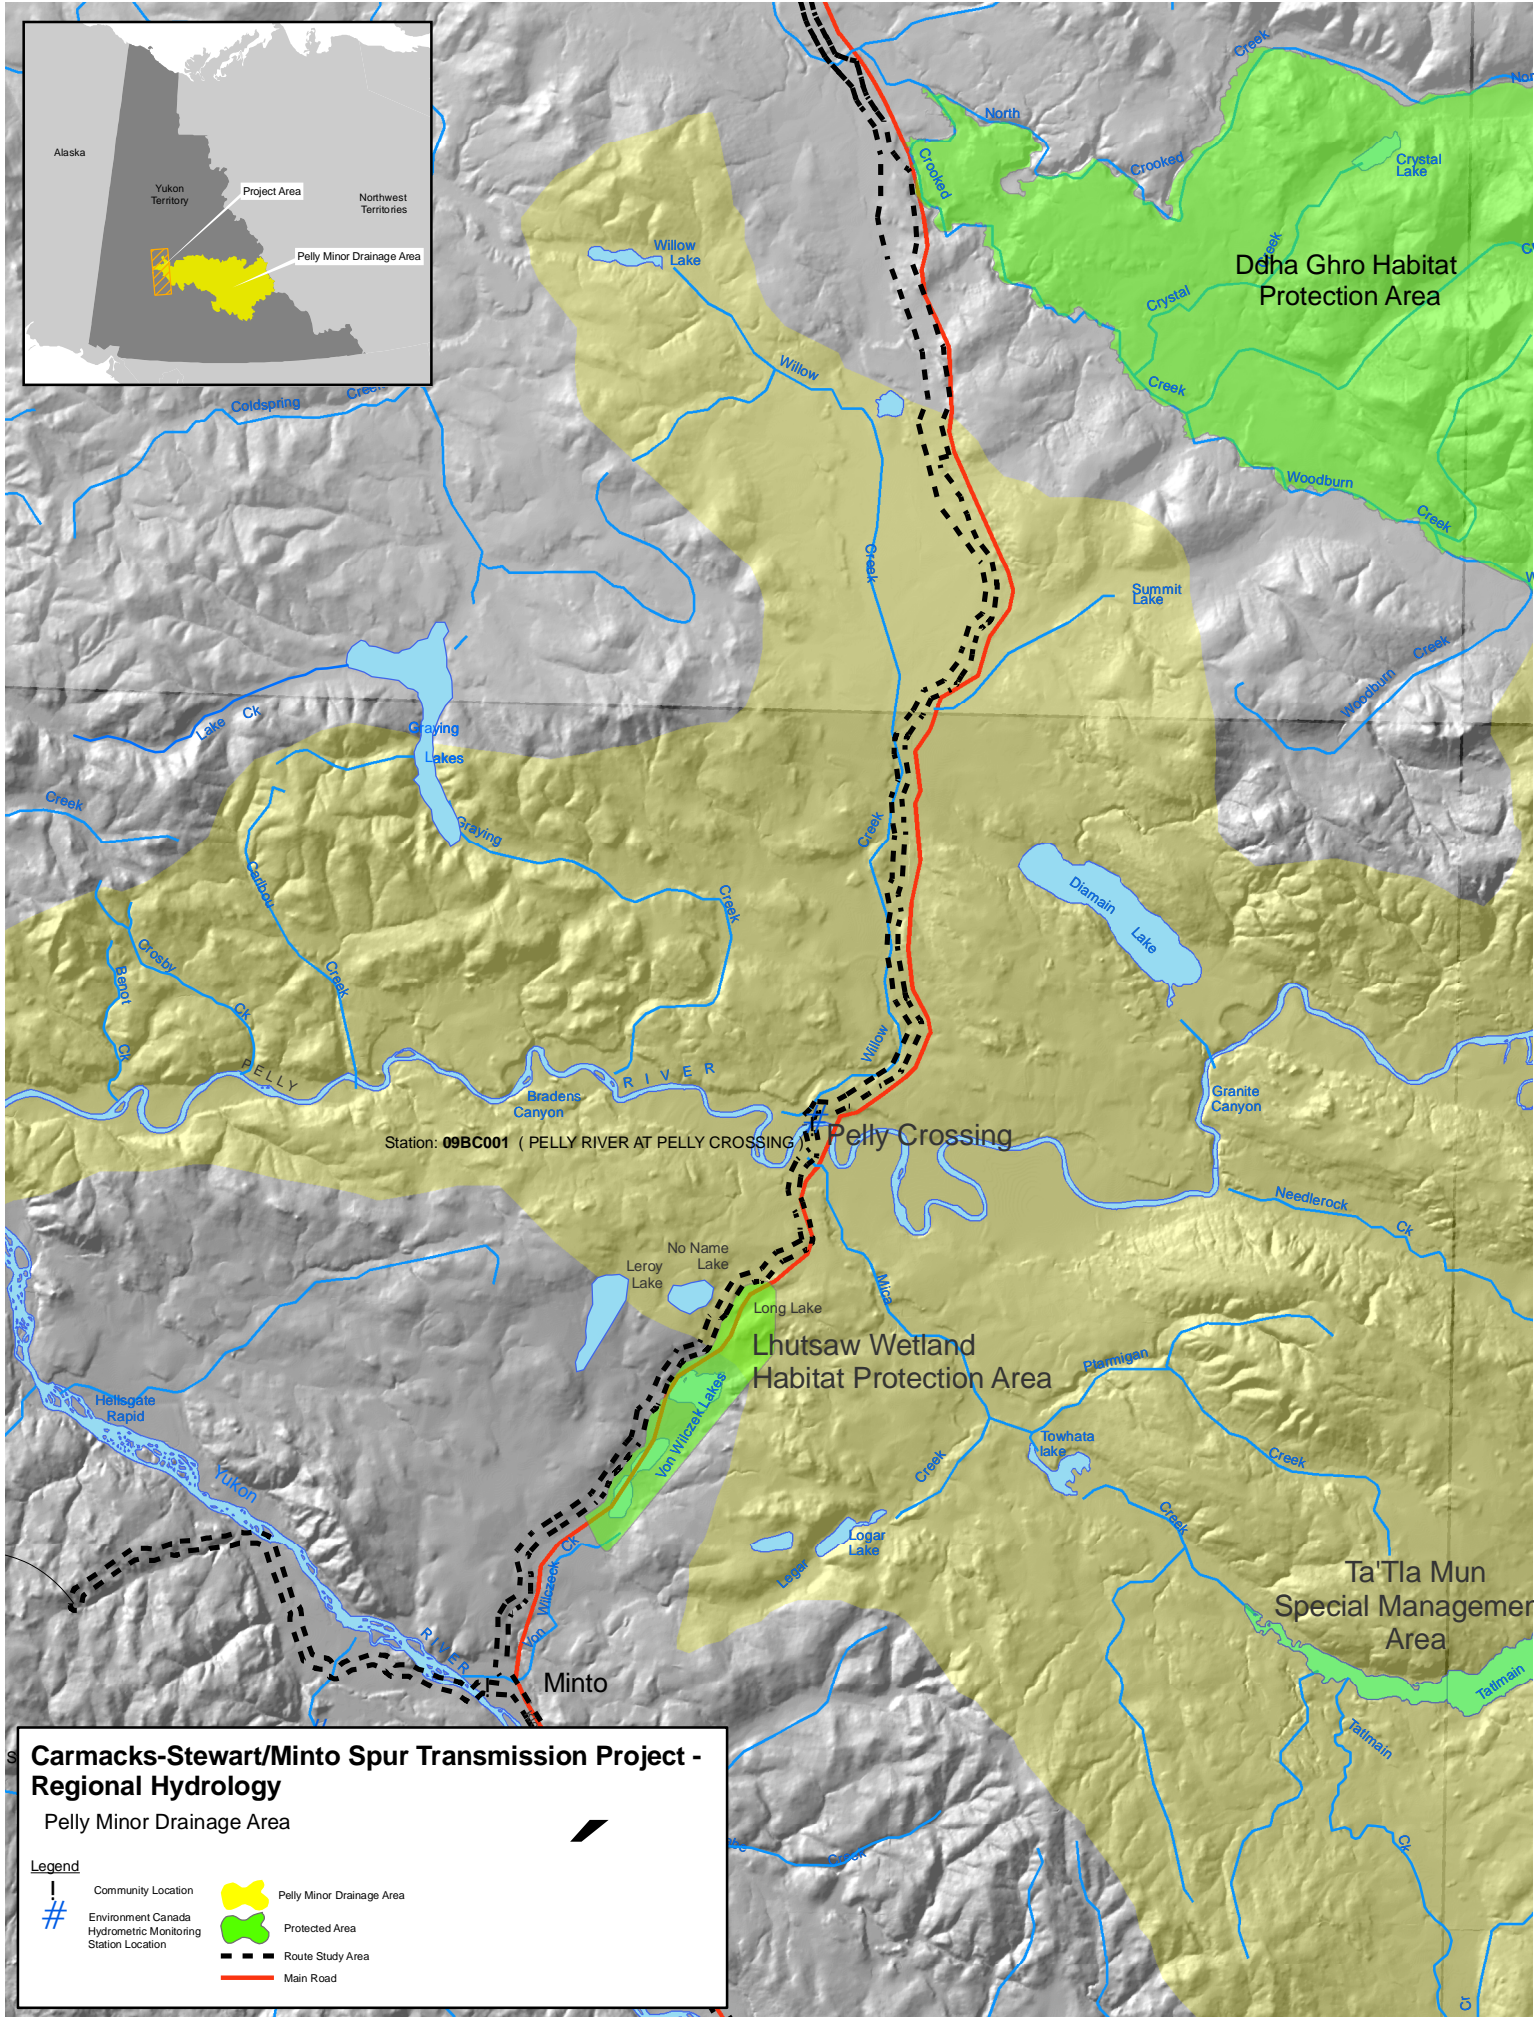 Alaska
Yukon
Territory
Project Area
Northwest
Territories
Pelly Minor Drainage Area
Creek
North
Crooked
Crooked
Crystal
Lake
Creek
Ddha Ghro Habitat
Protection Area
Crystal
Creek
Willow
Lake
Willow
Coldspring
Creek
Woodburn
Creek
Creek
Summit
Lake
Creek
Woodburn
Lake Ck
Graying
Lakes
Creek
Graying
Creek
Caribou
Creek
Creek
Diamain
Lake
Crosby
Ck
Benot
Ck
Willow
PELLY
RIVER
Bradens
Canyon
Granite
Canyon
Station: 09BC001 ( PELLY RIVER AT PELLY CROSSING )
Pelly Crossing
Needlerock
Ck
No Name
Lake
Leroy
Lake
Mica
Long Lake
Lhutsaw Wetland
Habitat Protection Area
Ptarmigan
Creek
Hellsgate
Rapid
Von Wilczek Lakes
Towhata
lake
Creek
Creek
Yukon
RIVER
Logar
Lake
Legar
Von
Wilczeck
Ck
Ta'Tla Mun
Special Managemen
Area
Tatlmain
Tatlmain
Ck
Minto
Creek
Cr
Carmacks-Stewart/Minto Spur Transmission Project -
Regional Hydrology
Pelly Minor Drainage Area
Legend
! Community Location
# Environment Canada
Hydrometric Monitoring
Station Location
Pelly Minor Drainage Area
Protected Area
Route Study Area
Main Road